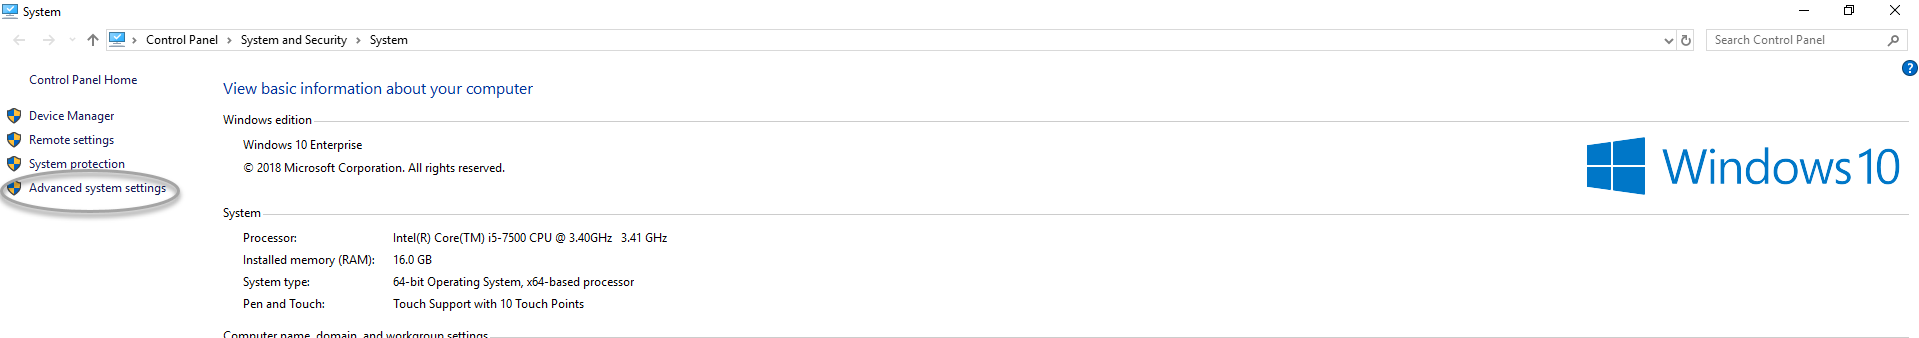 System
Control Panel > System and Security > System
Search Control Panel
?
Control Panel Home
Device Manager
Remote settings
System protection
Advanced system settings
View basic information about your computer
Windows edition
Windows 10 Enterprise
© 2018 Microsoft Corporation. All rights reserved.
Windows 10
System
Processor: Intel(R) Core(TM) i5-7500 CPU @ 3.40GHz 3.41 GHz
Installed memory (RAM): 16.0 GB
System type: 64-bit Operating System, x64-based processor
Pen and Touch: Touch Support with 10 Touch Points
Computer name, domain, and workgroup settings